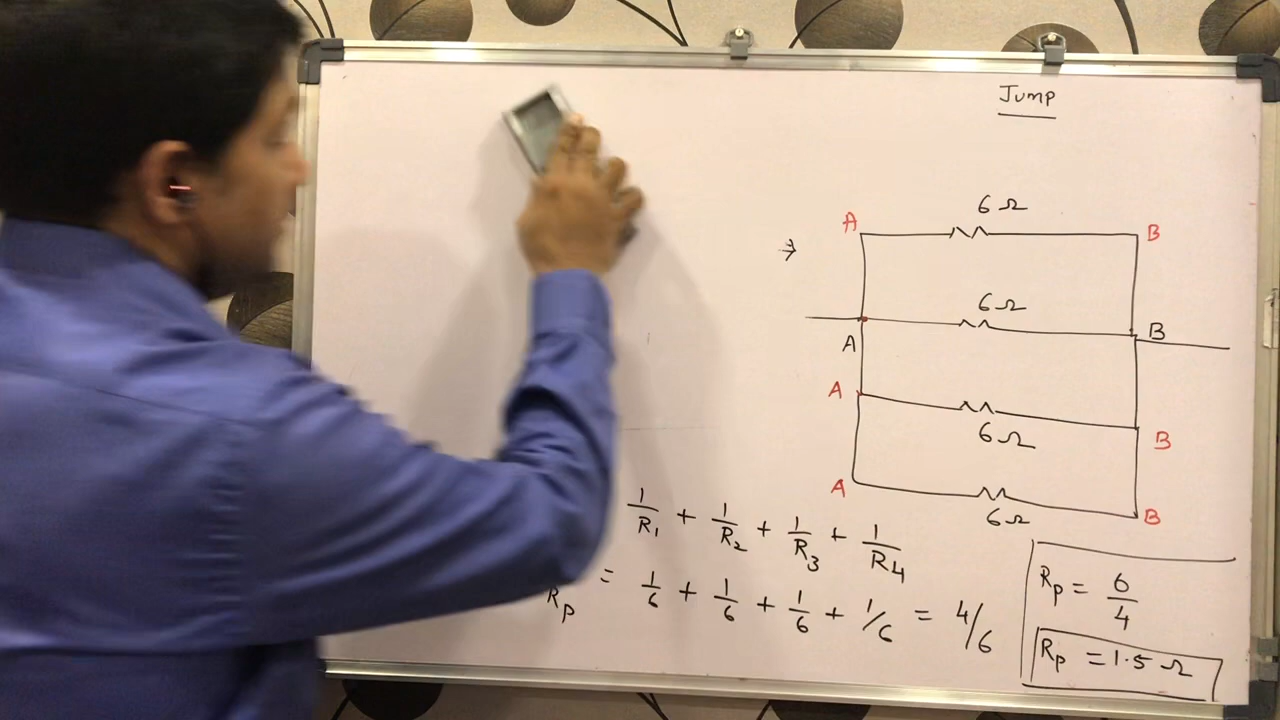 Jump
6 Ω
A B
→
6 Ω
A B
A
6 Ω B
A
6 Ω B
1/R1 + 1/R2 + 1/R3 + 1/R4
Rp = 1/6 + 1/6 + 1/6 + 1/6 = 4/6
Rp = 6/4
Rp = 1.5 Ω